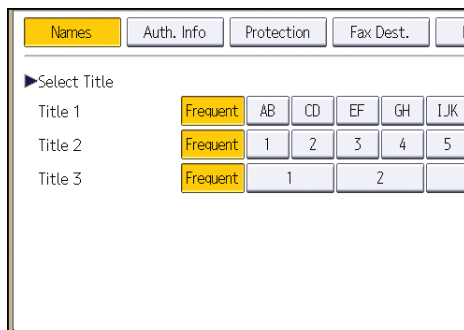 Names Auth. Info Protection Fax Dest.
▶Select Title
Title 1 Frequent AB CD EF GH IJK
Title 2 Frequent 1 2 3 4 5
Title 3 Frequent 1 2